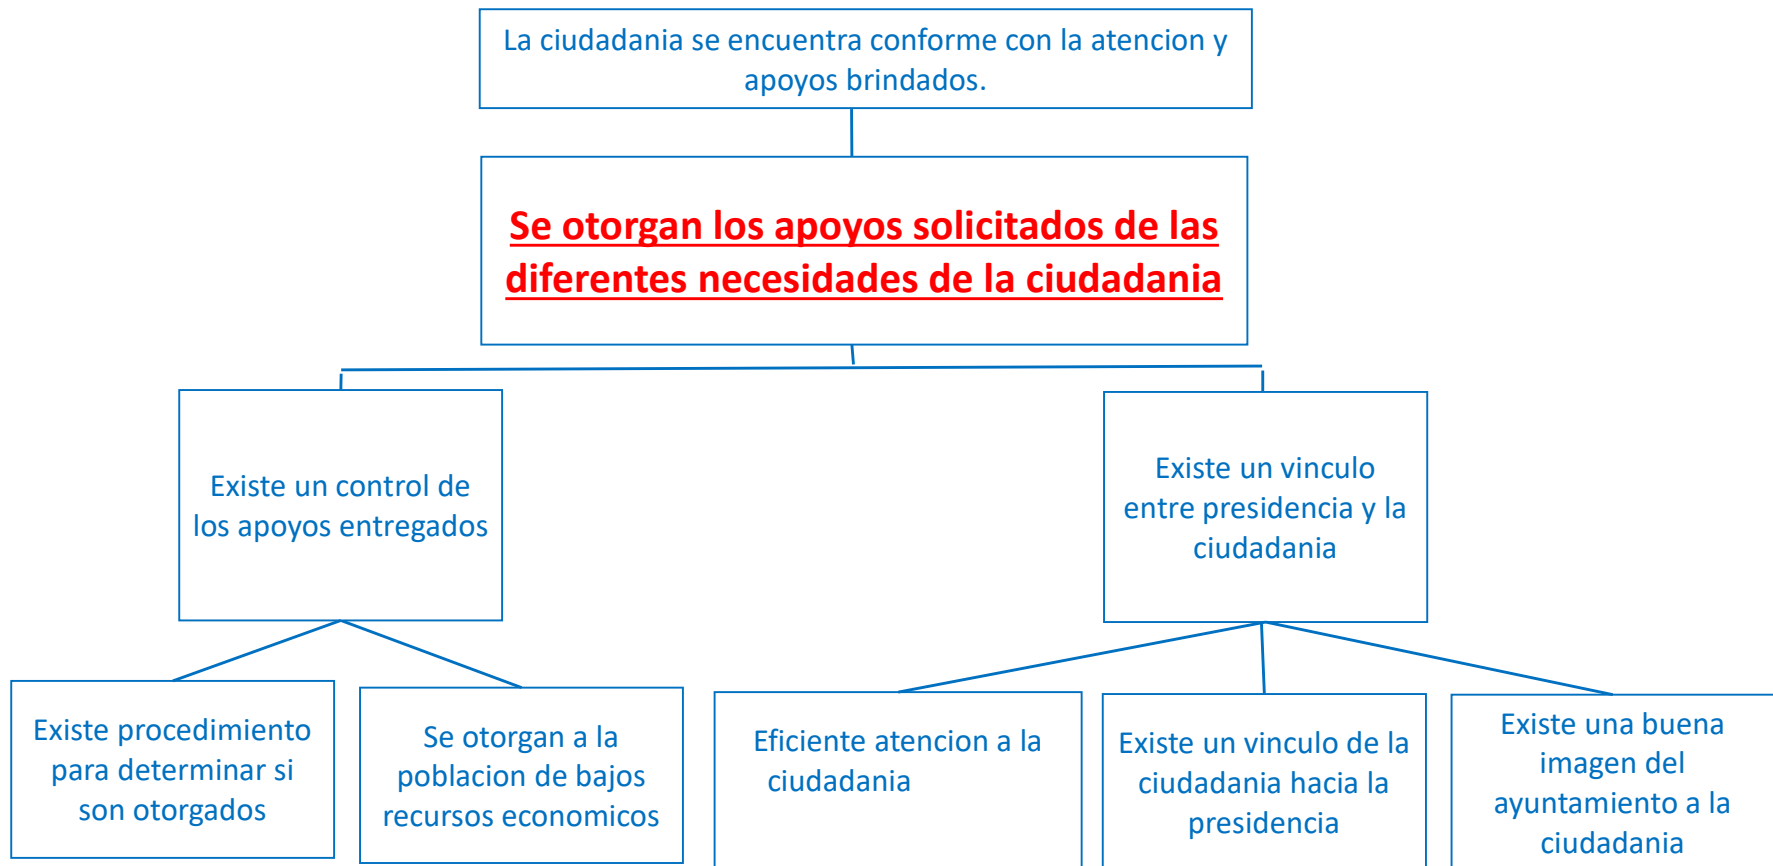 La ciudadania se encuentra conforme con la atencion y
apoyos brindados.
Se otorgan los apoyos solicitados de las
diferentes necesidades de la ciudadania
Existe un control de
los apoyos entregados
Existe un vinculo
entre presidencia y la
ciudadania
Existe procedimiento
para determinar si
son otorgados
Se otorgan a la
poblacion de bajos
recursos economicos
Eficiente atencion a la
ciudadania
Existe un vinculo de la
ciudadania hacia la
presidencia
Existe una buena
imagen del
ayuntamiento a la
ciudadania